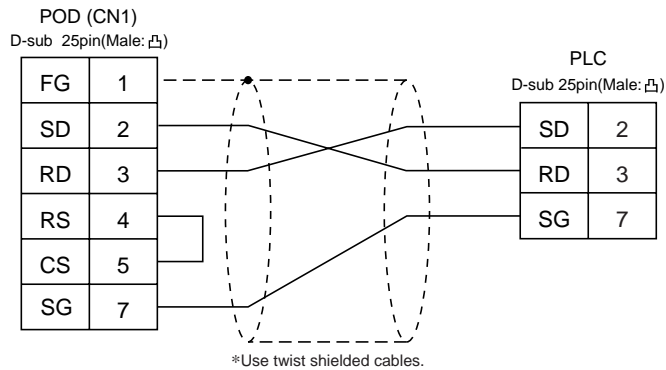 POD (CN1)
D-sub 25pin(Male: 凸)
FG 1
SD 2
RD 3
RS 4
CS 5
SG 7
PLC
D-sub 25pin(Male: 凸)
SD 2
RD 3
SG 7
*Use twist shielded cables.